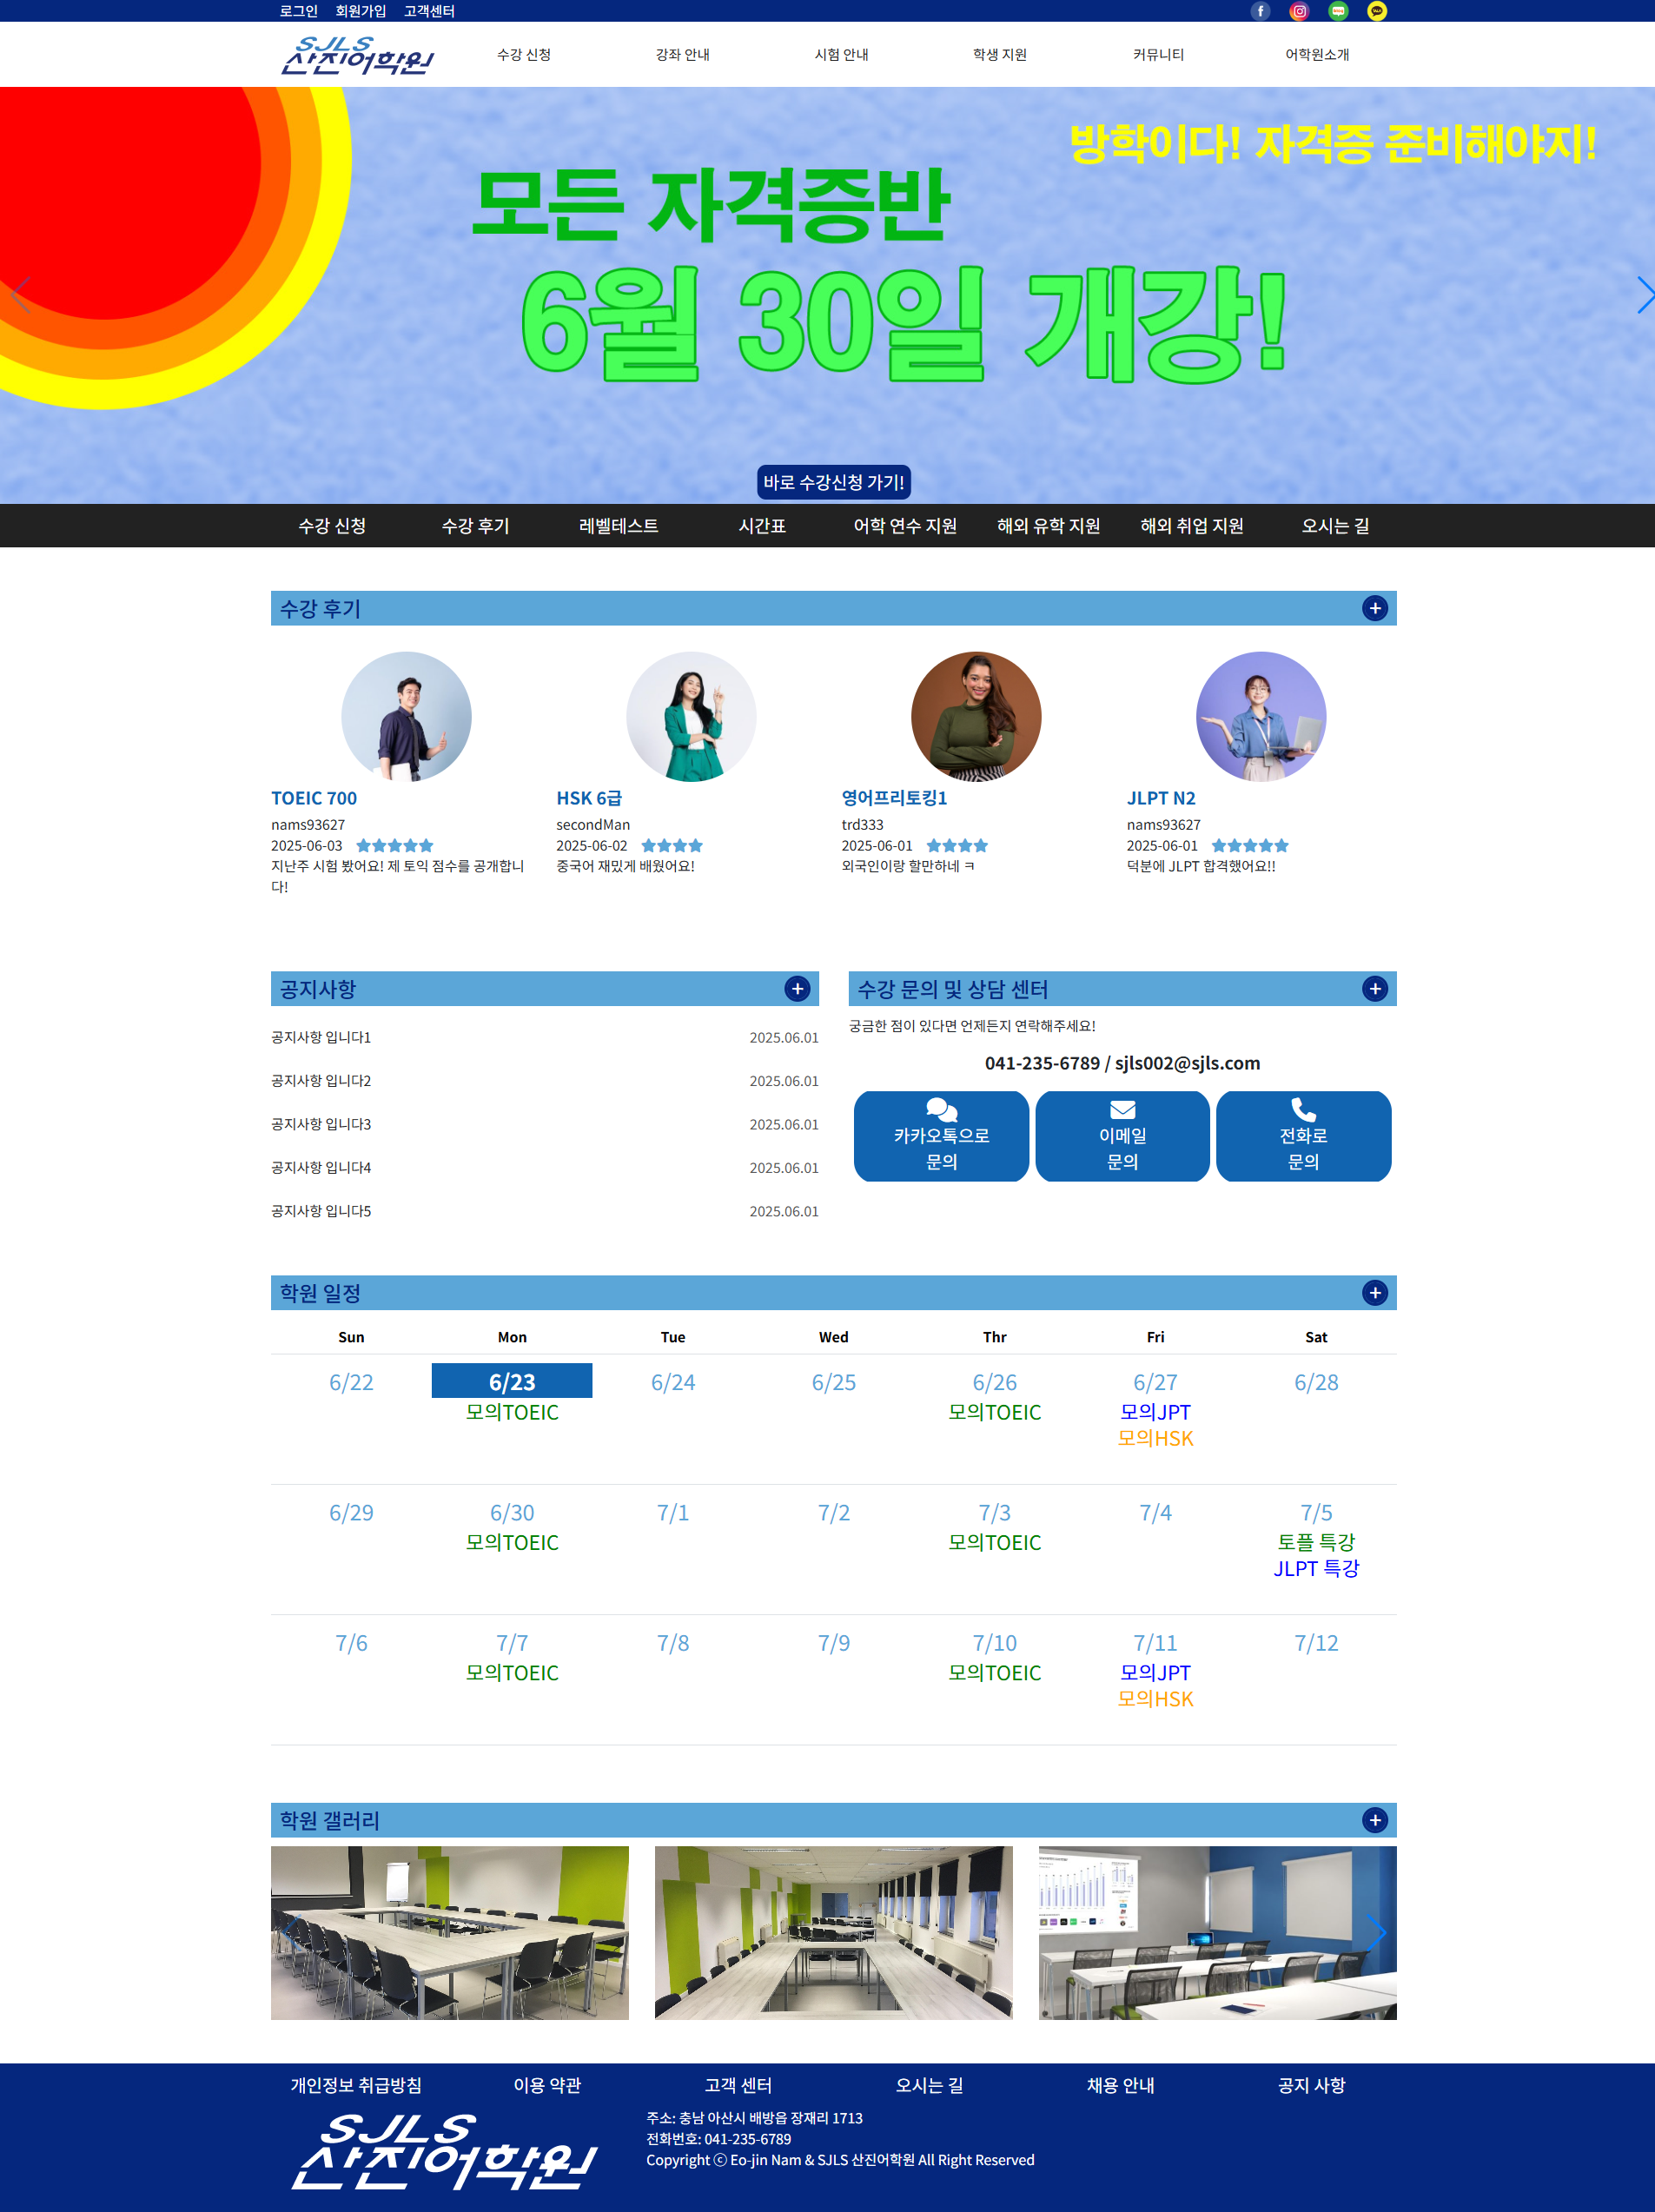 로그인 회원가입 고객센터
SJLS
산진어학원
수강 신청 강좌 안내 시험 안내 학생 지원 커뮤니티 어학원소개
방학이다! 자격증 준비해야지!
모든 자격증반
6월 30일 개강!
바로 수강신청 가기!
수강 신청 수강 후기 레벨테스트 시간표 어학 연수 지원 해외 유학 지원 해외 취업 지원 오시는 길
수강 후기
TOEIC 700
nams93627
2025-06-03
지난주 시험 봤어요! 제 토익 점수를 공개합니
다!
HSK 6급
secondMan
2025-06-02
중국어 재밌게 배웠어요!
영어프리토킹1
trd333
2025-06-01
외국인이랑 할만하네 ㅋ
JLPT N2
nams93627
2025-06-01
덕분에 JLPT 합격했어요!!
공지사항
공지사항 입니다1 2025.06.01
공지사항 입니다2 2025.06.01
공지사항 입니다3 2025.06.01
공지사항 입니다4 2025.06.01
공지사항 입니다5 2025.06.01
수강 문의 및 상담 센터
궁금한 점이 있다면 언제든지 연락해주세요!
041-235-6789 / sjls002@sjls.com
카카오톡으로
문의
이메일
문의
전화로
문의
학원 일정
Sun Mon Tue Wed Thr Fri Sat
6/22 6/23 6/24 6/25 6/26 6/27 6/28
모의TOEIC 모의TOEIC 모의JPT
모의HSK
6/29 6/30 7/1 7/2 7/3 7/4 7/5
모의TOEIC 모의TOEIC 토플 특강
JLPT 특강
7/6 7/7 7/8 7/9 7/10 7/11 7/12
모의TOEIC 모의TOEIC 모의JPT
모의HSK
학원 갤러리
개인정보 취급방침 이용 약관 고객 센터 오시는 길 채용 안내 공지 사항
SJLS
산진어학원
주소: 충남 아산시 배방읍 장재리 1713
전화번호: 041-235-6789
Copyright ⓒ Eo-jin Nam & SJLS 산진어학원 All Right Reserved